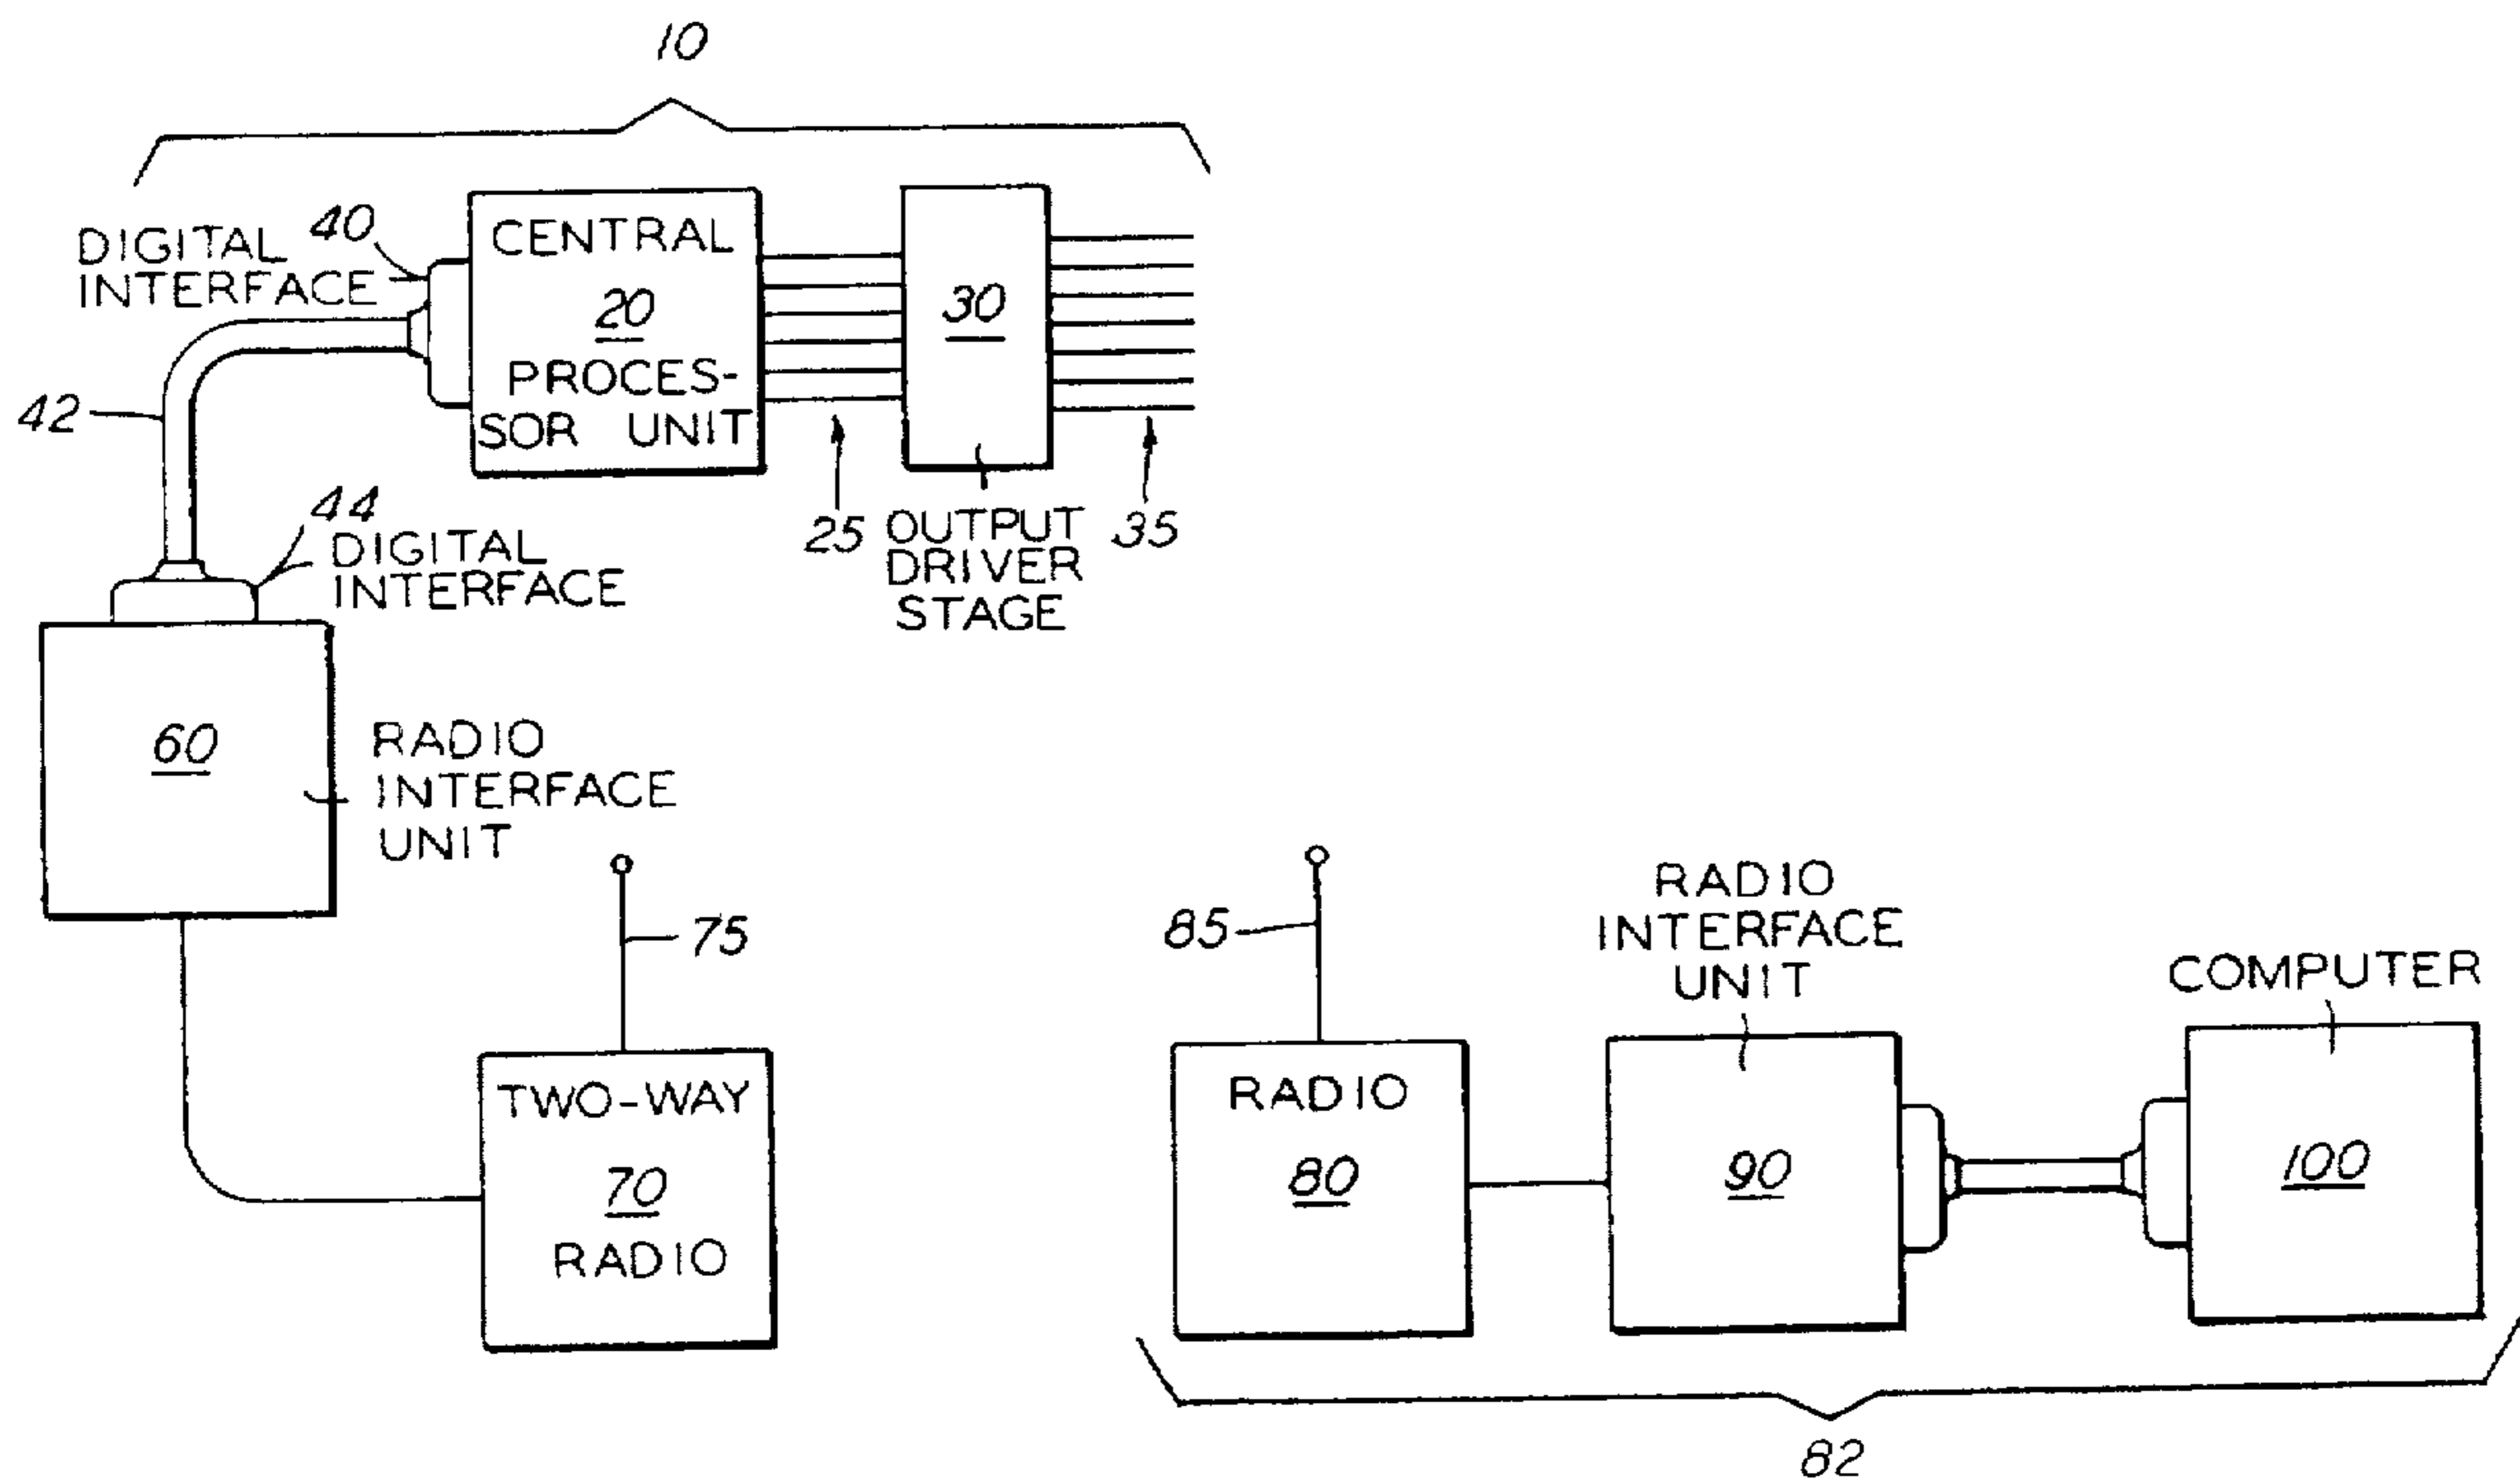 10
DIGITAL
INTERFACE
40
CENTRAL
20
PROCES-
SOR UNIT
30
42
25
OUTPUT
DRIVER
STAGE
35
44
DIGITAL
INTERFACE
60
RADIO
INTERFACE
UNIT
75
TWO-WAY
70
RADIO
85
RADIO
80
RADIO
INTERFACE
UNIT
90
COMPUTER
100
82